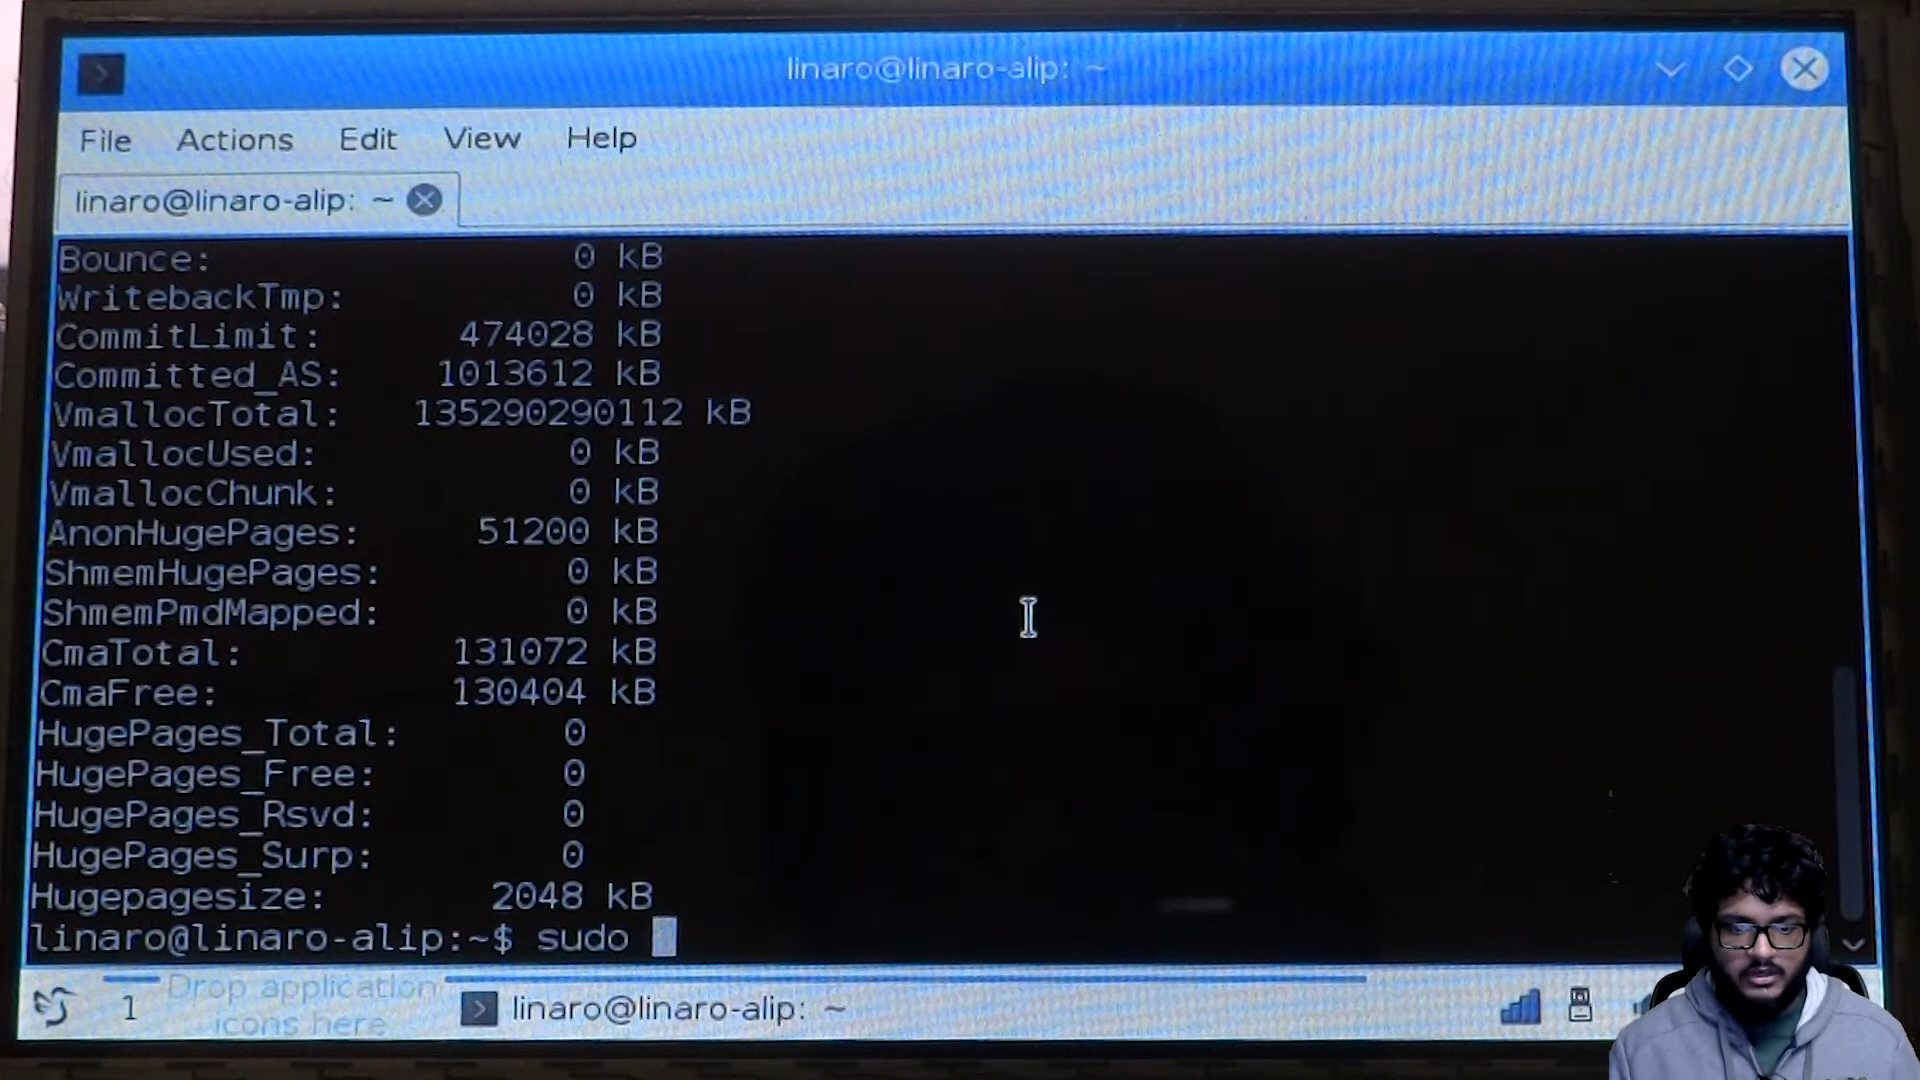 linaro@linaro-alip: ~
File Actions Edit View Help
linaro@linaro-alip: ~
Bounce: 0 kB
WritebackTmp: 0 kB
CommitLimit: 474028 kB
Committed_AS: 1013612 kB
VmallocTotal: 135290290112 kB
VmallocUsed: 0 kB
VmallocChunk: 0 kB
AnonHugePages: 51200 kB
ShmemHugePages: 0 kB
ShmemPmdMapped: 0 kB
CmaTotal: 131072 kB
CmaFree: 130404 kB
HugePages_Total: 0
HugePages_Free: 0
HugePages_Rsvd: 0
HugePages_Surp: 0
Hugepagesize: 2048 kB
linaro@linaro-alip:~$ sudo
1 Drop application icons here linaro@linaro-alip: ~